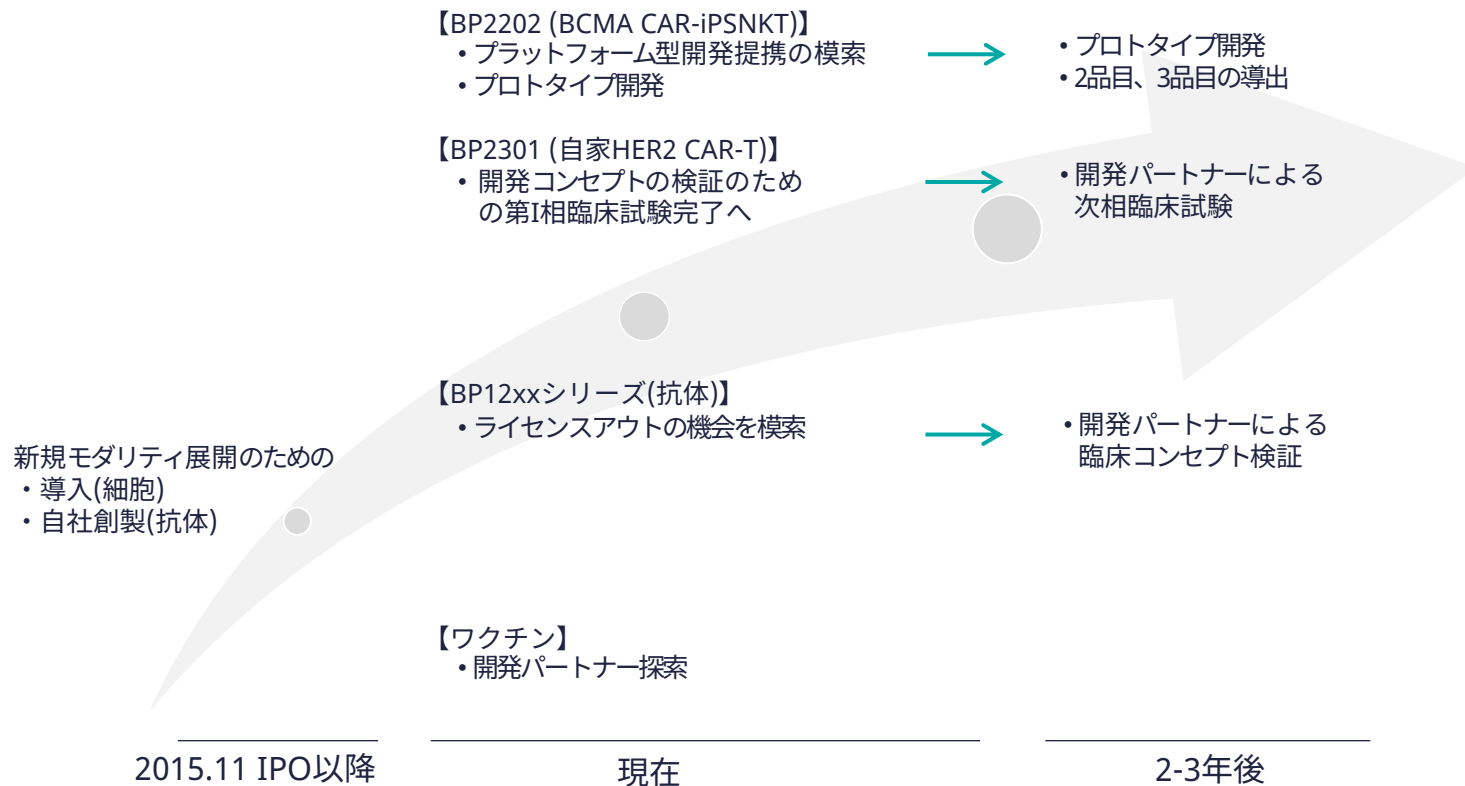 【BP2202 (BCMA CAR-iPSNKT)】
• プラットフォーム型開発提携の模索
• プロトタイプ開発
• プロトタイプ開発
• 2品目、3品目の導出
【BP2301 (自家HER2 CAR-T)】
• 開発コンセプトの検証のため
の第I相臨床試験完了へ
• 開発パートナーによる
次相臨床試験
【BP12xxシリーズ(抗体)】
• ライセンスアウトの機会を模索
• 開発パートナーによる
臨床コンセプト検証
新規モダリティ展開のための
・導入(細胞)
・自社創製(抗体)
【ワクチン】
• 開発パートナー探索
2015.11 IPO以降
現在
2-3年後